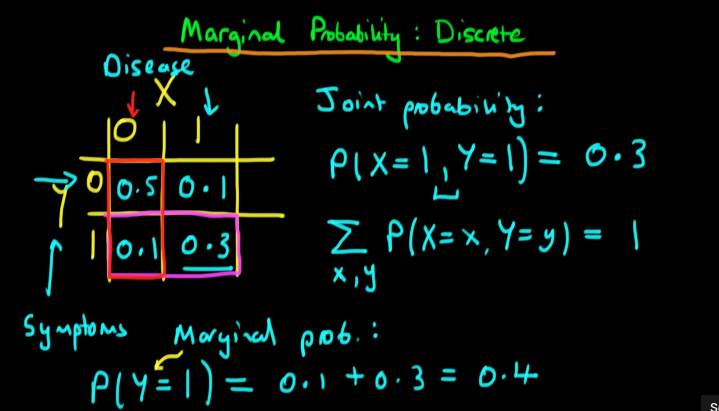 Marginal Probability: Discrete
Disease
X
0 1
Y 0 0.5 0.1
1 0.1 0.3
Symptoms
Joint probability:
P(X=1, Y=1) = 0.3
Σ P(X=x, Y=y) = 1
x,y
Marginal prob.:
P(Y=1) = 0.1 + 0.3 = 0.4
s